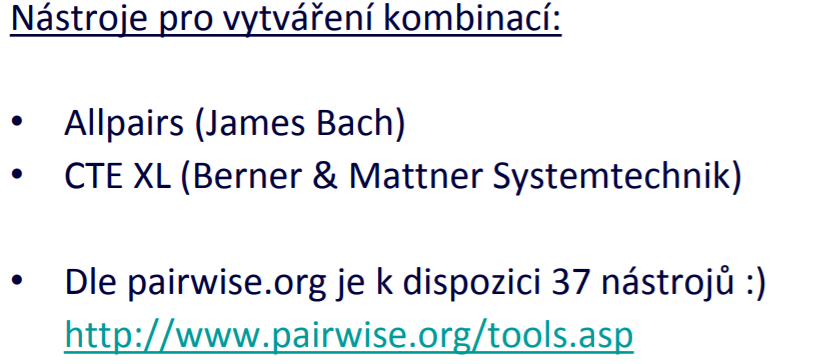 Nástroje pro vytváření kombinací:
• Allpairs (James Bach)
• CTE XL (Berner & Mattner Systemtechnik)
• Dle pairwise.org je k dispozici 37 nástrojů :)
http://www.pairwise.org/tools.asp